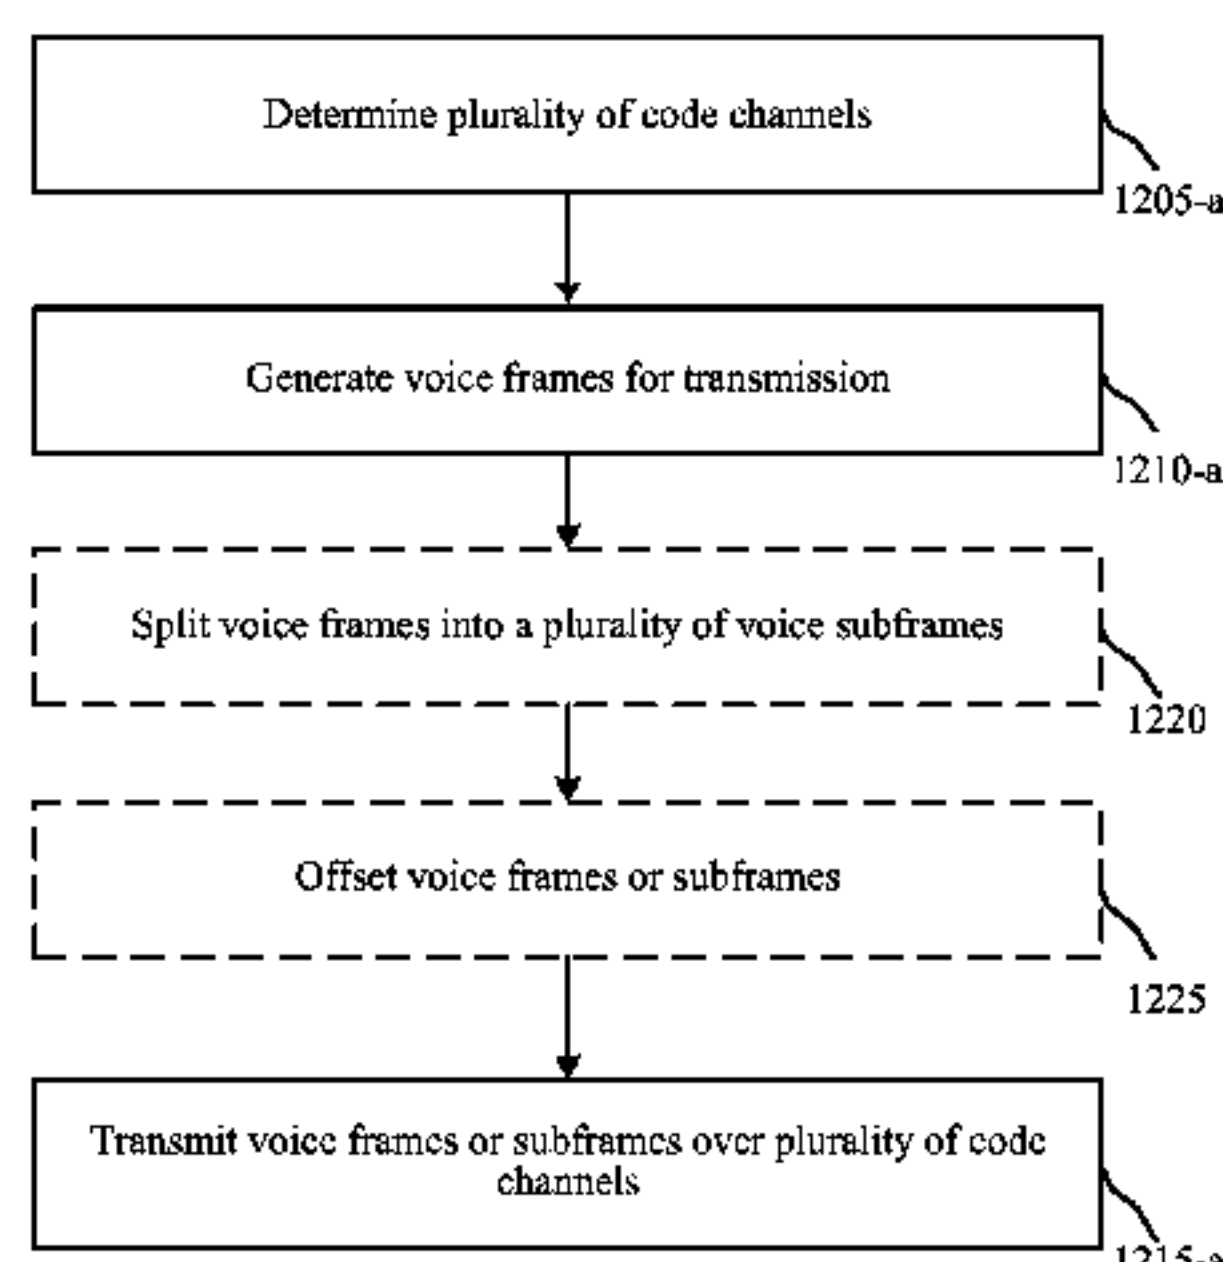 Determine plurality of code channels
1205-a
Generate voice frames for transmission
1210-a
Split voice frames into a plurality of voice subframes
1220
Offset voice frames or subframes
1225
Transmit voice frames or subframes over plurality of code
channels
1215-a